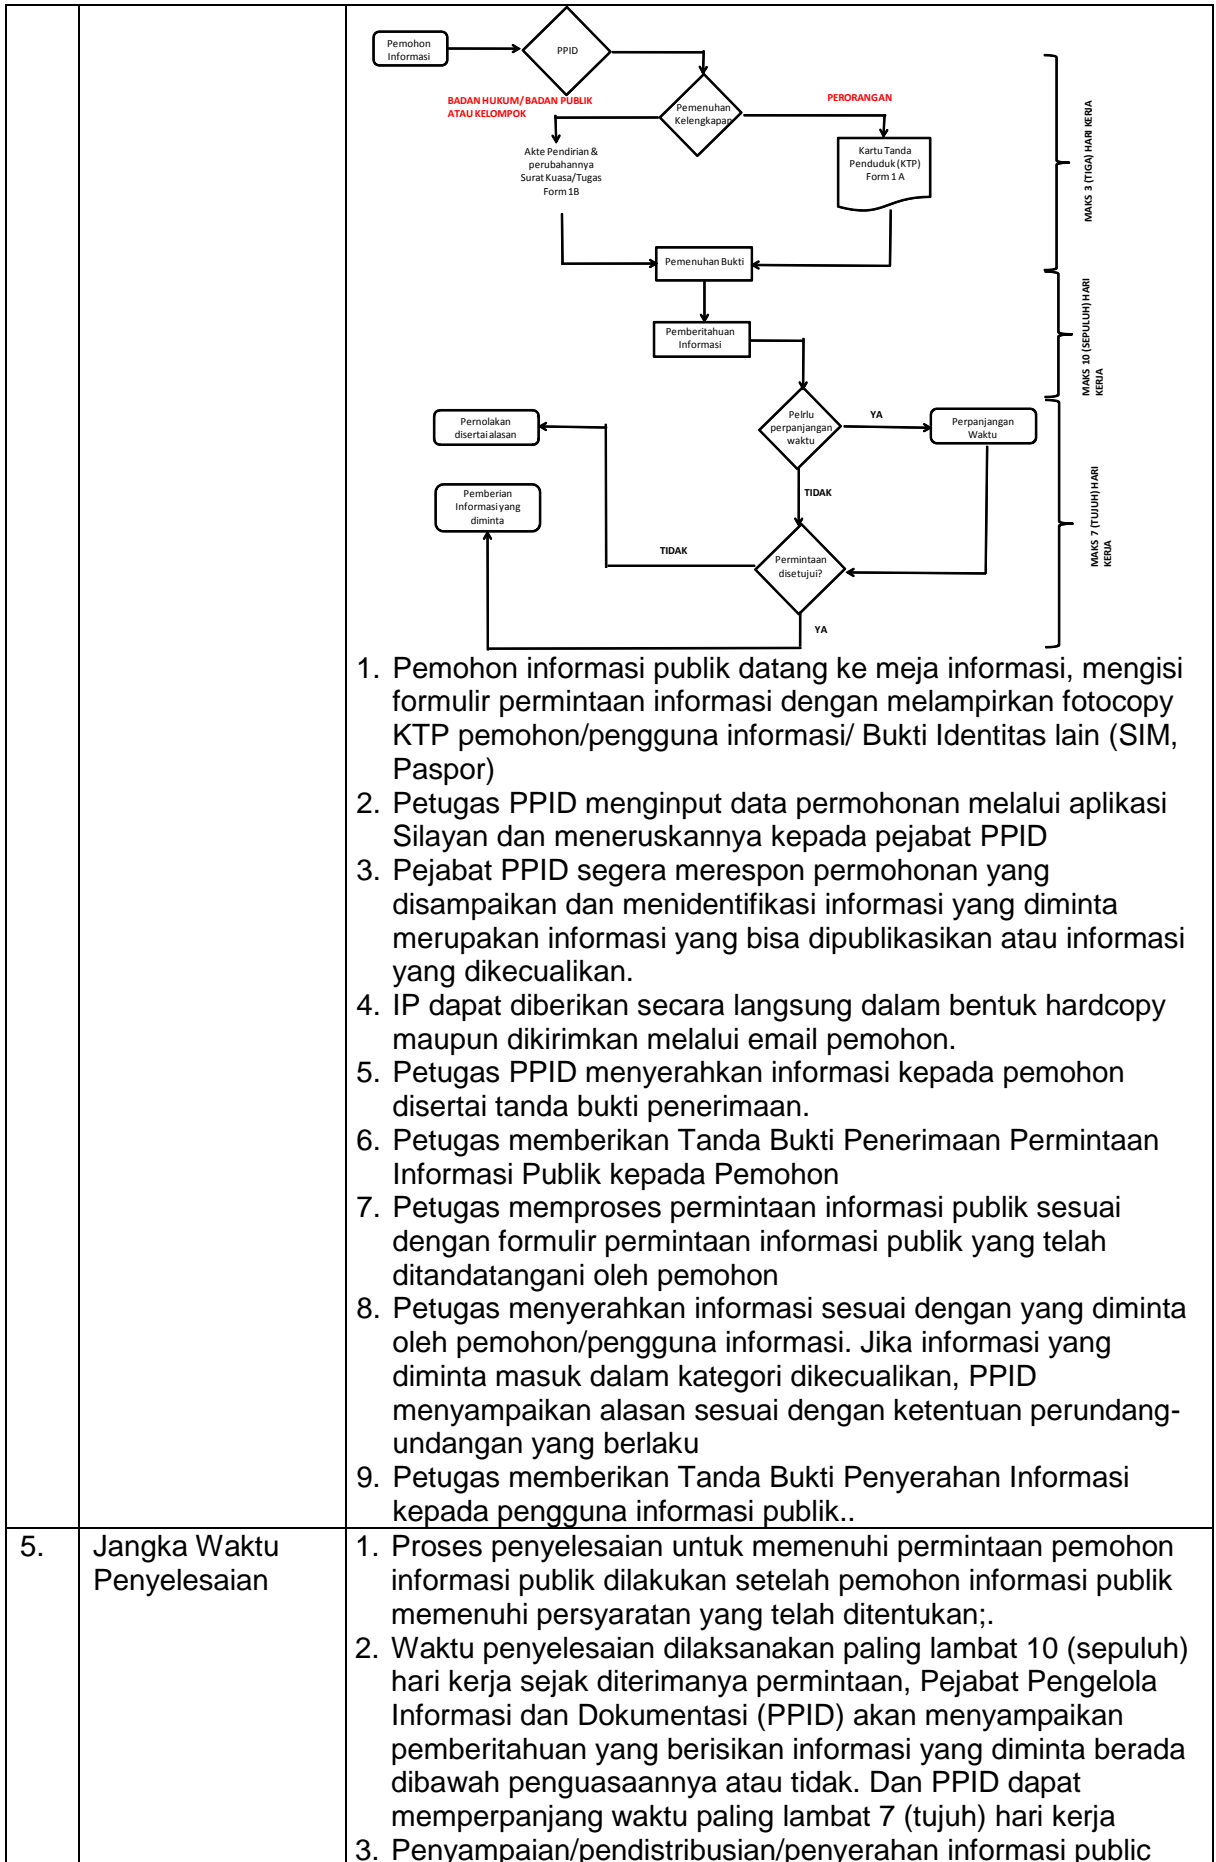 Pemohon
Informasi
PPID
BADAN HUKUM/BADAN PUBLIK
ATAU KELOMPOK
Pemenuhan
Kelengkapan
PERORANGAN
Akte Pendirian &
perubahannya
Surat Kuasa/Tugas
Form 1B
Kartu Tanda
Penduduk (KTP)
Form 1 A
MAKS 3 (TIGA) HARI KERJA
Pemenuhan Bukti
Pemberitahuan
Informasi
MAKS 10 (SEPULUH) HARI
KERJA
Pernolakan
disertai alasan
Pelrlu
perpanjangan
waktu
YA
Perpanjangan
Waktu
Pemberian
Informasi yang
diminta
TIDAK
TIDAK
Permintaan
disetujui?
YA
MAKS 7 (TUJUH) HARI
KERJA
1. Pemohon informasi publik datang ke meja informasi, mengisi
formulir permintaan informasi dengan melampirkan fotocopy
KTP pemohon/pengguna informasi/ Bukti Identitas lain (SIM,
Paspor)
2. Petugas PPID menginput data permohonan melalui aplikasi
Silayan dan meneruskannya kepada pejabat PPID
3. Pejabat PPID segera merespon permohonan yang
disampaikan dan menidentifikasi informasi yang diminta
merupakan informasi yang bisa dipublikasikan atau informasi
yang dikecualikan.
4. IP dapat diberikan secara langsung dalam bentuk hardcopy
maupun dikirimkan melalui email pemohon.
5. Petugas PPID menyerahkan informasi kepada pemohon
disertai tanda bukti penerimaan.
6. Petugas memberikan Tanda Bukti Penerimaan Permintaan
Informasi Publik kepada Pemohon
7. Petugas memproses permintaan informasi publik sesuai
dengan formulir permintaan informasi publik yang telah
ditandatangani oleh pemohon
8. Petugas menyerahkan informasi sesuai dengan yang diminta
oleh pemohon/pengguna informasi. Jika informasi yang
diminta masuk dalam kategori dikecualikan, PPID
menyampaikan alasan sesuai dengan ketentuan perundang-
undangan yang berlaku
9. Petugas memberikan Tanda Bukti Penyerahan Informasi
kepada pengguna informasi publik..
5. Jangka Waktu
Penyelesaian
1. Proses penyelesaian untuk memenuhi permintaan pemohon
informasi publik dilakukan setelah pemohon informasi publik
memenuhi persyaratan yang telah ditentukan;.
2. Waktu penyelesaian dilaksanakan paling lambat 10 (sepuluh)
hari kerja sejak diterimanya permintaan, Pejabat Pengelola
Informasi dan Dokumentasi (PPID) akan menyampaikan
pemberitahuan yang berisikan informasi yang diminta berada
dibawah penguasaannya atau tidak. Dan PPID dapat
memperpanjang waktu paling lambat 7 (tujuh) hari kerja
3. Penyampaian/pendistribusian/penyerahan informasi public